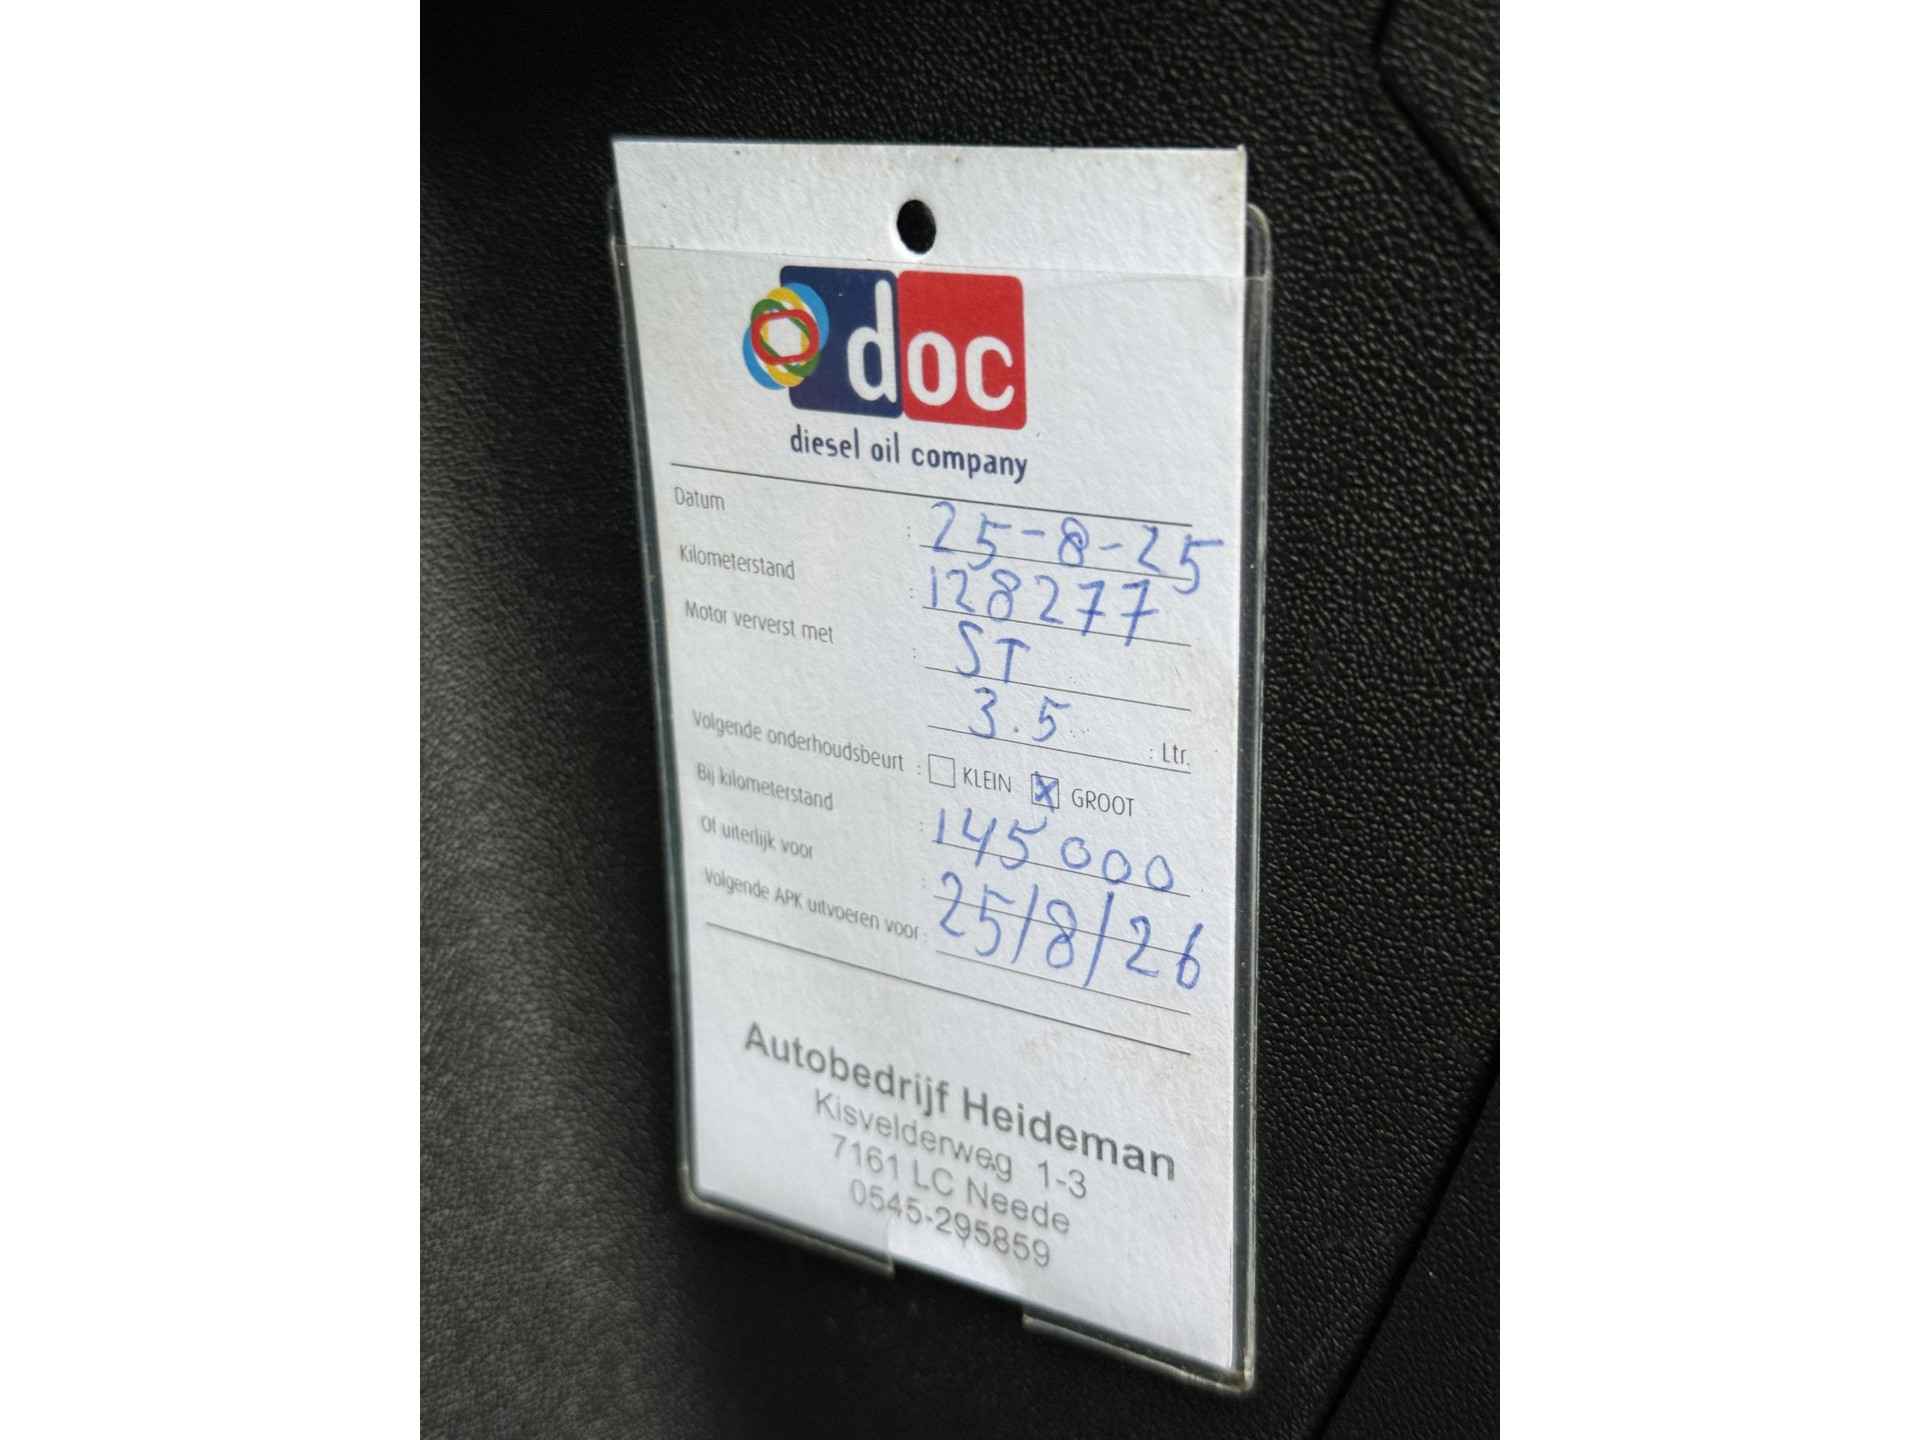 doc
diesel oil company
Datum : 25-8-25
Kilometerstand : 128277
Motor ververst met : ST
3.5 : Ltr.
Volgende onderhoudsbeurt : KLEIN X GROOT
Bij kilometerstand : 145000
Of uiterlijk voor : 25/8/26
Volgende APK uitvoeren voor :
Autobedrijf Heideman
Kisvelderweg 1-3
7161 LC Neede
0545-295859